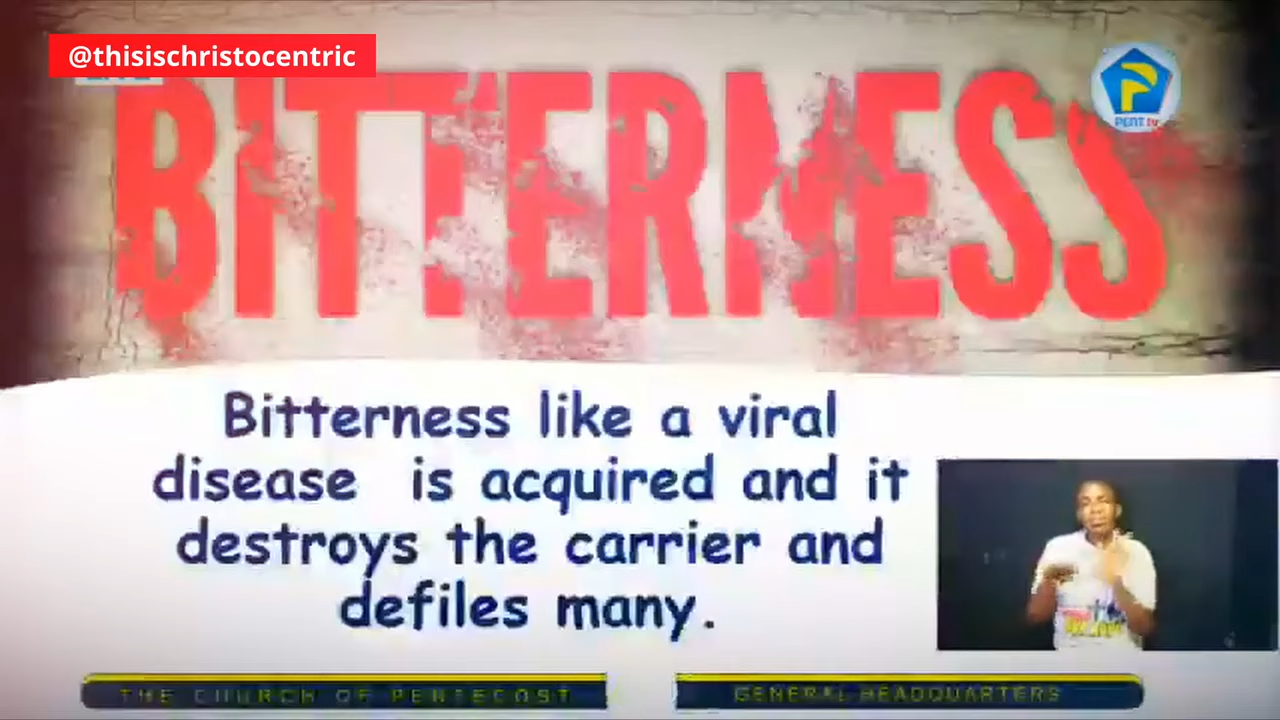 @thisischristocentric
BITTERNESS
PENT tv
Bitterness like a viral
disease is acquired and it
destroys the carrier and
defiles many.
THE CHURCH OF PENTECOST
GENERAL HEADQUARTERS